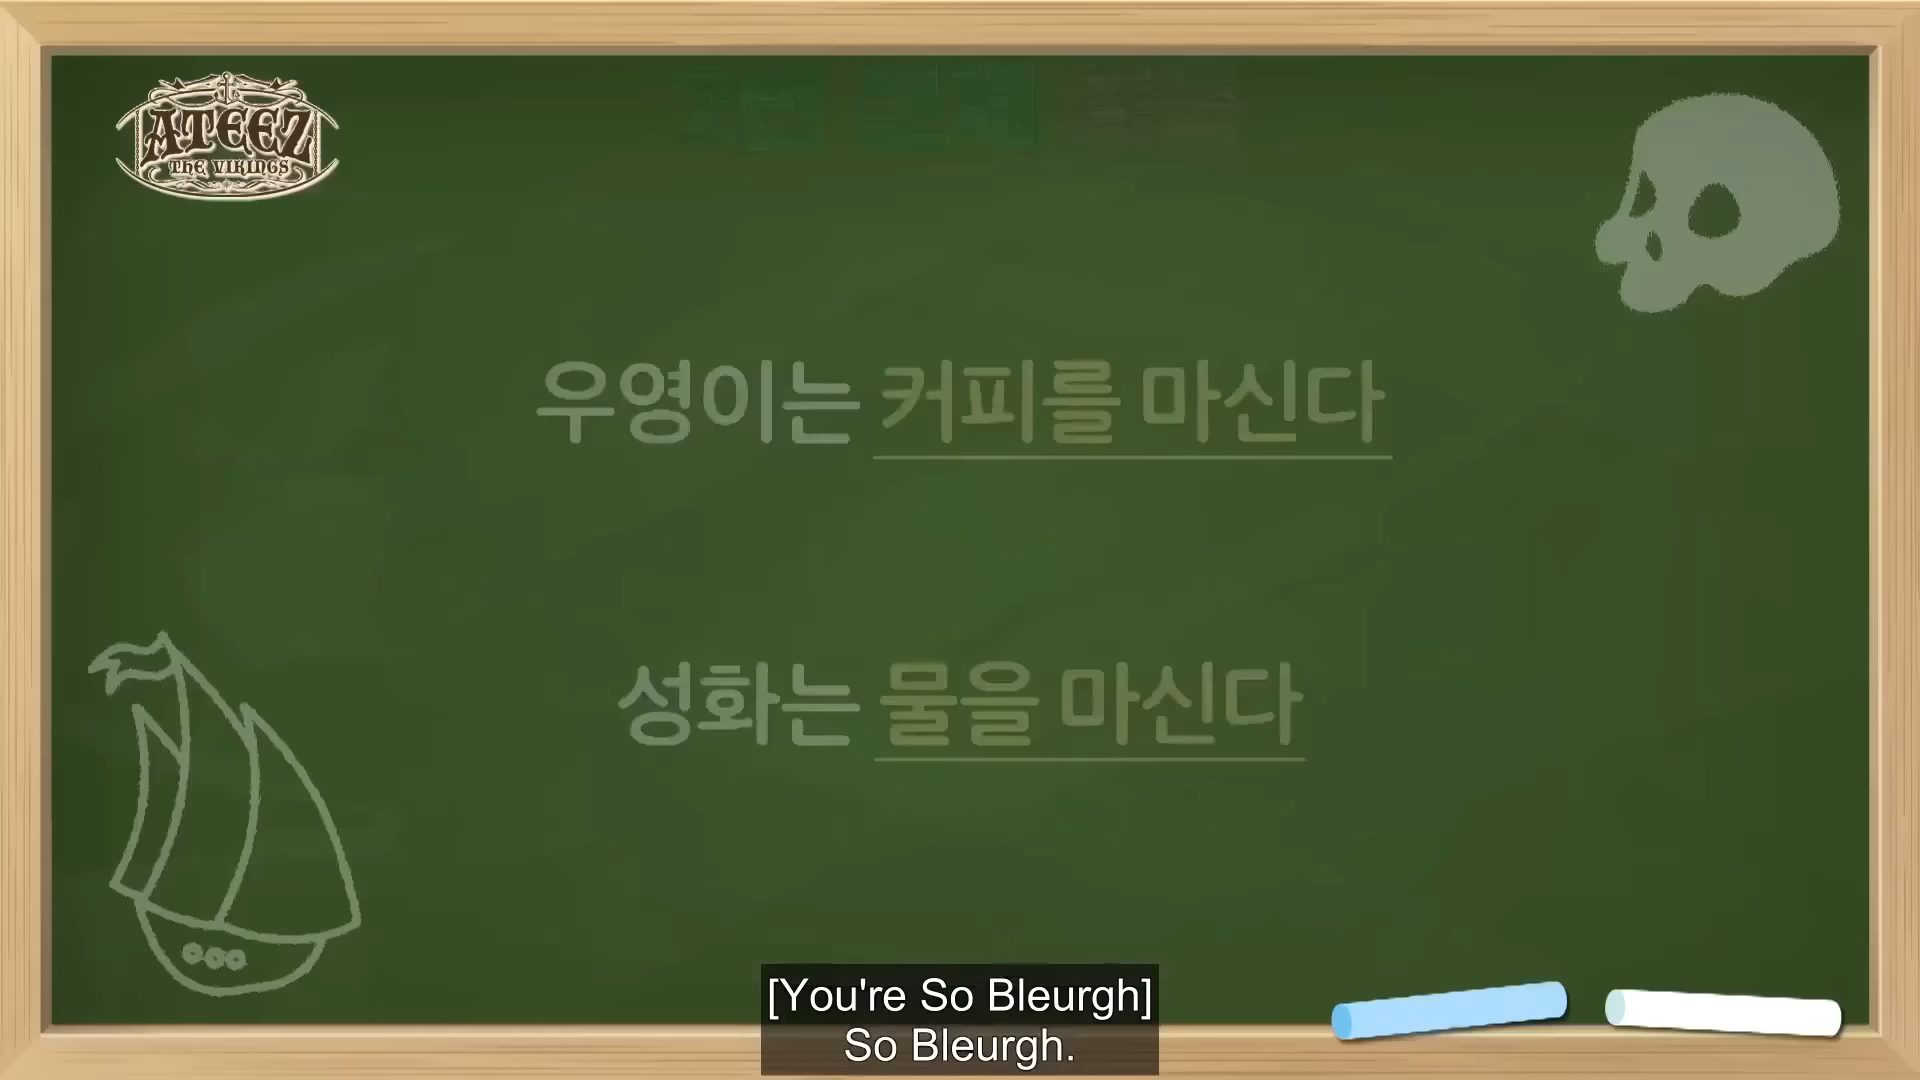 ATEEZ
THE VIKINGS
우영이는 커피를 마신다
성화는 물을 마신다
[You're So Bleurgh]
So Bleurgh.